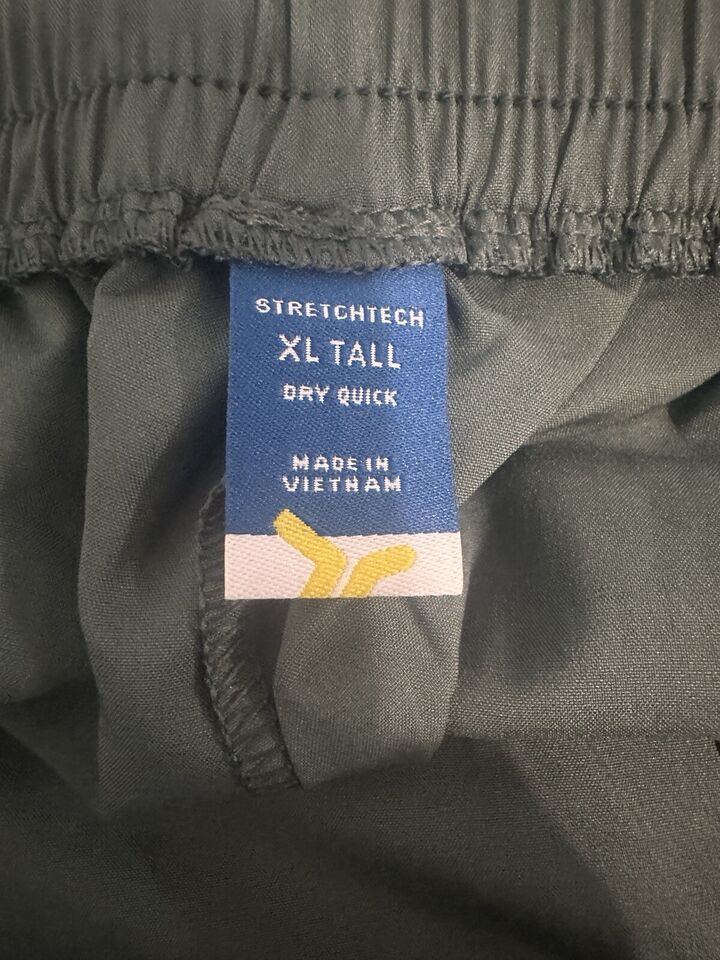 STRETCHTECH
XL TALL
DRY QUICK
MADE IN
VIETNAM